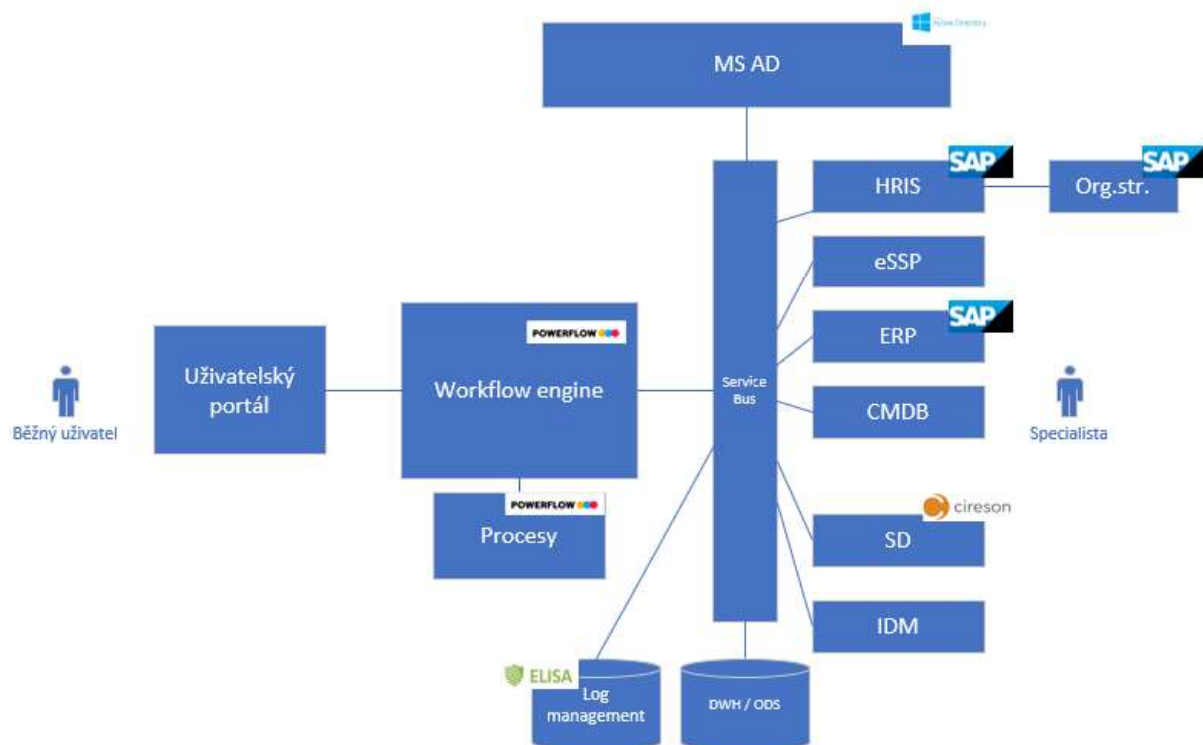 Active Directory
MS AD
SAP
HRIS
SAP
Org.str.
eSSP
POWERFLOW
SAP
ERP
Uživatelský
portál
Workflow engine
Service
Bus
CMDB
Běžný uživatel
Specialista
POWERFLOW
Procesy
cireson
SD
IDM
ELISA
Log
management
DWH / ODS